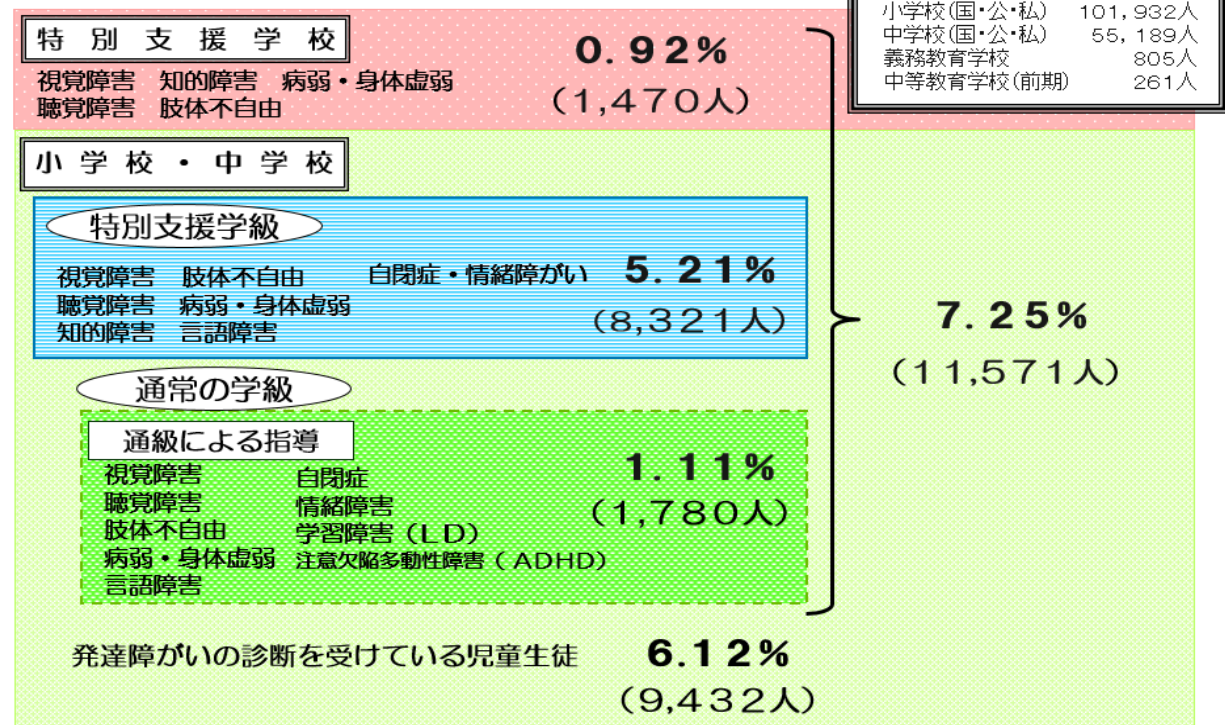 小学校(国・公・私) 101,932人
中学校(国・公・私) 55,189人
義務教育学校 805人
中等教育学校(前期) 261人
特別支援学校
視覚障害 知的障害 病弱・身体虚弱
聴覚障害 肢体不自由
0.92%
(1,470人)
小学校・中学校
特別支援学級
視覚障害 肢体不自由 自閉症・情緒障がい
聴覚障害 病弱・身体虚弱
知的障害 言語障害
5.21%
(8,321人)
7.25%
(11,571人)
通常の学級
通級による指導
視覚障害 自閉症
聴覚障害 情緒障害
肢体不自由 学習障害(LD)
病弱・身体虚弱 注意欠陥多動性障害(ADHD)
言語障害
1.11%
(1,780人)
発達障がいの診断を受けている児童生徒 6.12%
(9,432人)